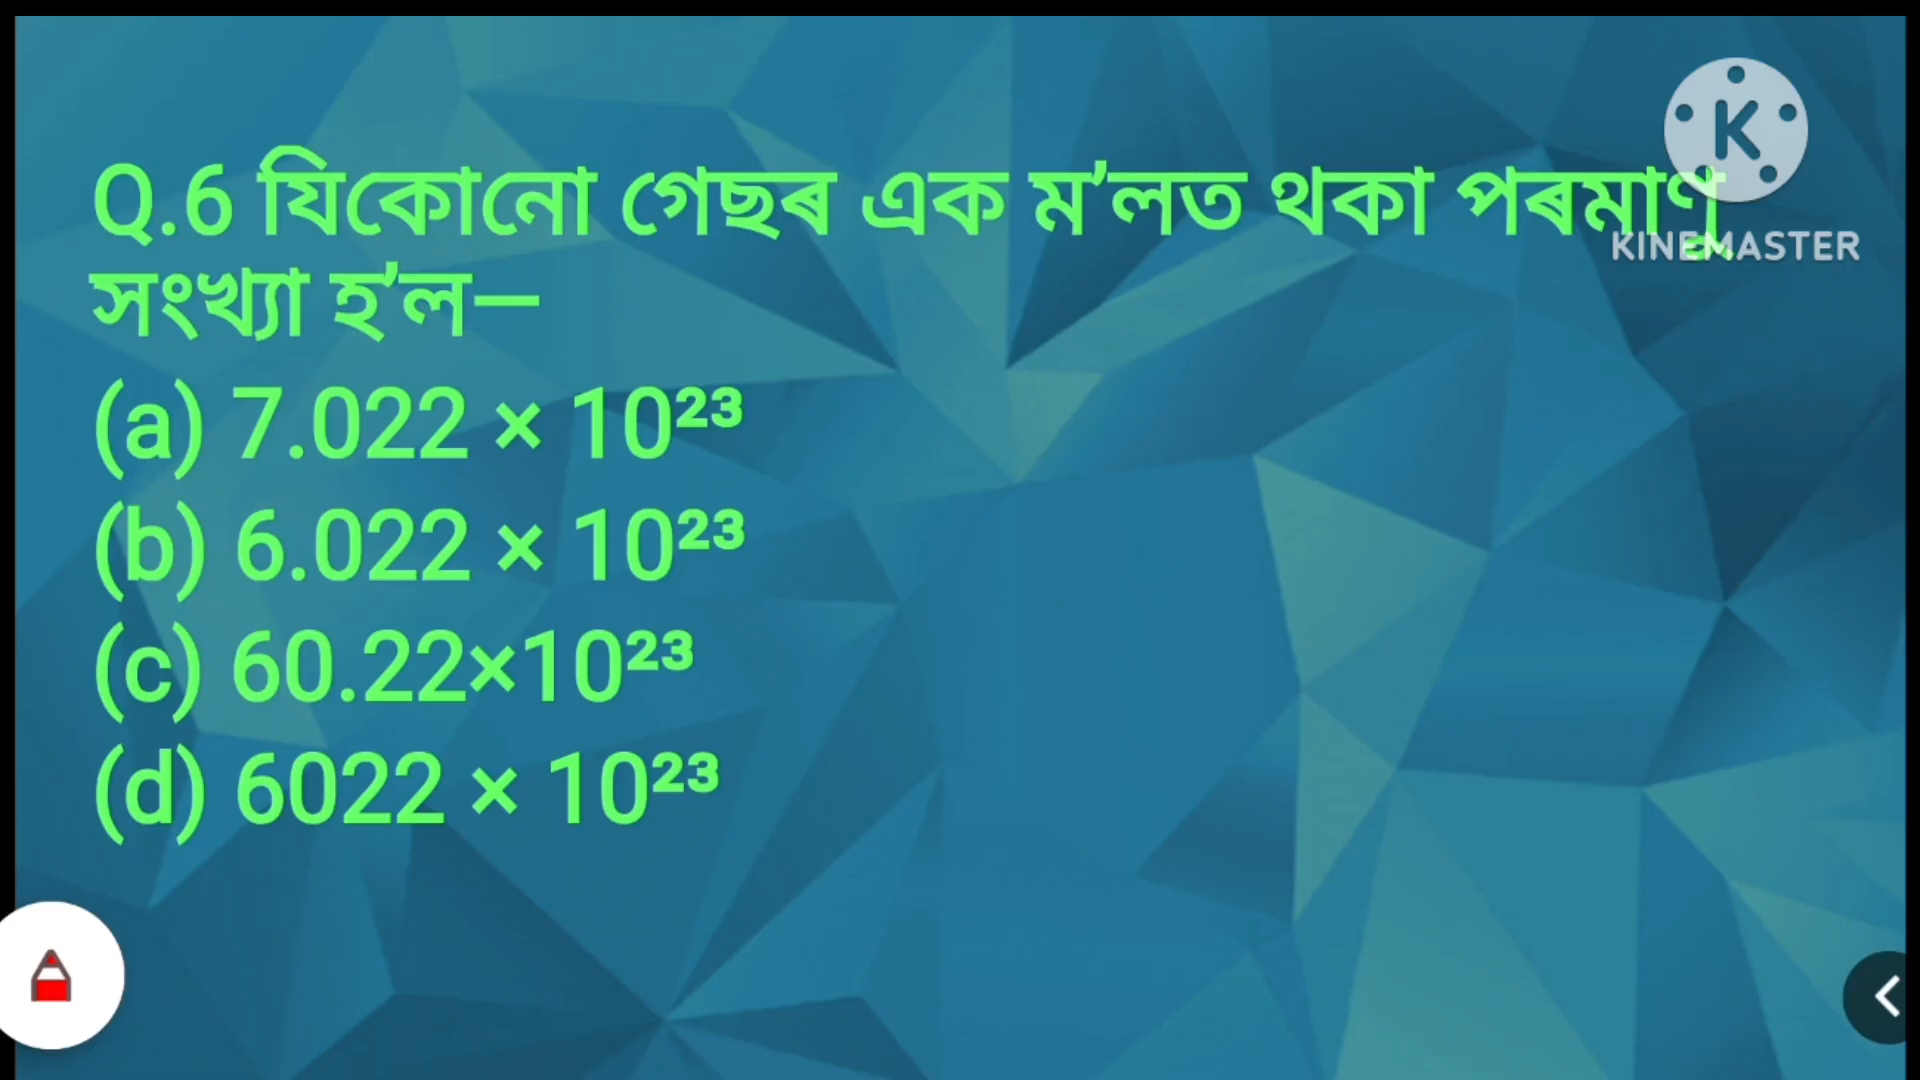 Q.6 যিকোনো গেছৰ এক ম'লত থকা পৰমাণু
সংখ্যা হ'ল—
(a) 7.022 × 10²³
(b) 6.022 × 10²³
(c) 60.22×10²³
(d) 6022 × 10²³
K
KINEMASTER